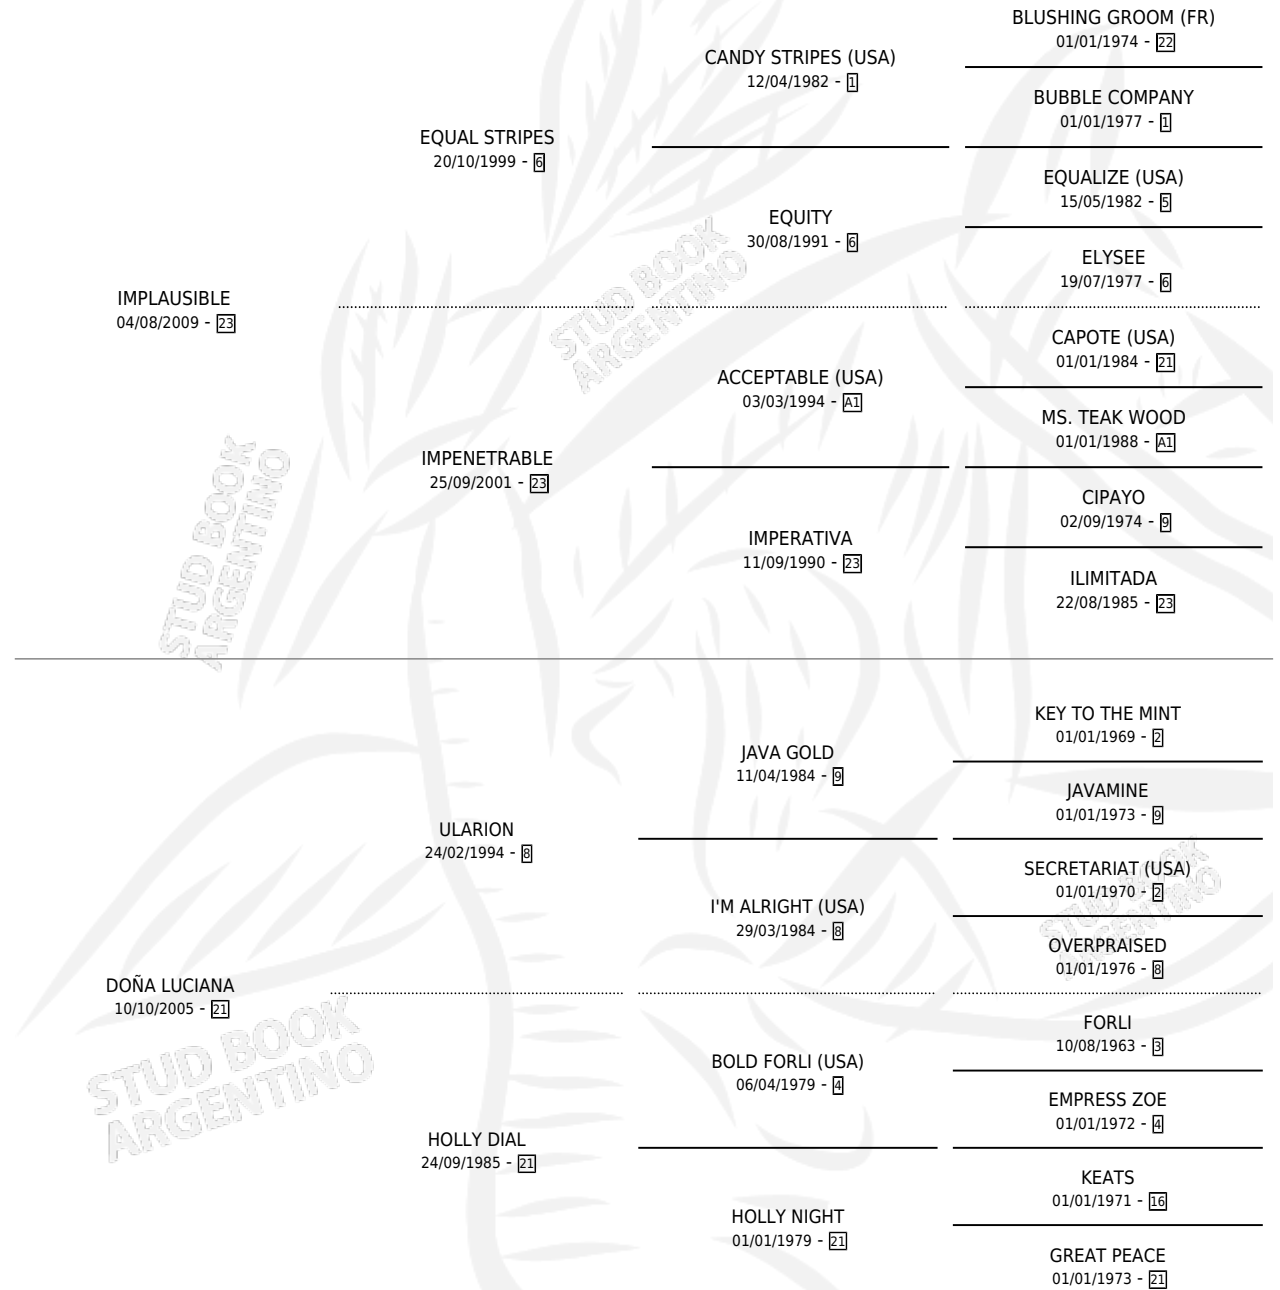 BLUSHING GROOM (FR)
01/01/1974 - 22
CANDY STRIPES (USA)
12/04/1982 - 1
BUBBLE COMPANY
01/01/1977 - 1
EQUAL STRIPES
20/10/1999 - 6
EQUALIZE (USA)
15/05/1982 - 5
EQUITY
30/08/1991 - 6
ELYSEE
19/07/1977 - 6
IMPLAUSIBLE
04/08/2009 - 23
CAPOTE (USA)
01/01/1984 - 21
ACCEPTABLE (USA)
03/03/1994 - A1
MS. TEAK WOOD
01/01/1988 - A1
IMPENETRABLE
25/09/2001 - 23
CIPAYO
02/09/1974 - 9
IMPERATIVA
11/09/1990 - 23
ILIMITADA
22/08/1985 - 23
KEY TO THE MINT
01/01/1969 - 2
JAVA GOLD
11/04/1984 - 9
JAVAMINE
01/01/1973 - 9
ULARION
24/02/1994 - 8
SECRETARIAT (USA)
01/01/1970 - 2
I'M ALRIGHT (USA)
29/03/1984 - 8
OVERPRAISED
01/01/1976 - 8
DOÑA LUCIANA
10/10/2005 - 21
FORLI
10/08/1963 - 3
BOLD FORLI (USA)
06/04/1979 - 4
EMPRESS ZOE
01/01/1972 - 4
HOLLY DIAL
24/09/1985 - 21
KEATS
01/01/1971 - 16
HOLLY NIGHT
01/01/1979 - 21
GREAT PEACE
01/01/1973 - 21
STUD BOOK
ARGENTINO
STUD BOOK
ARGENTINO
STUD BOOK
ARGENTINO
STUD BOOK
ARGENTINO